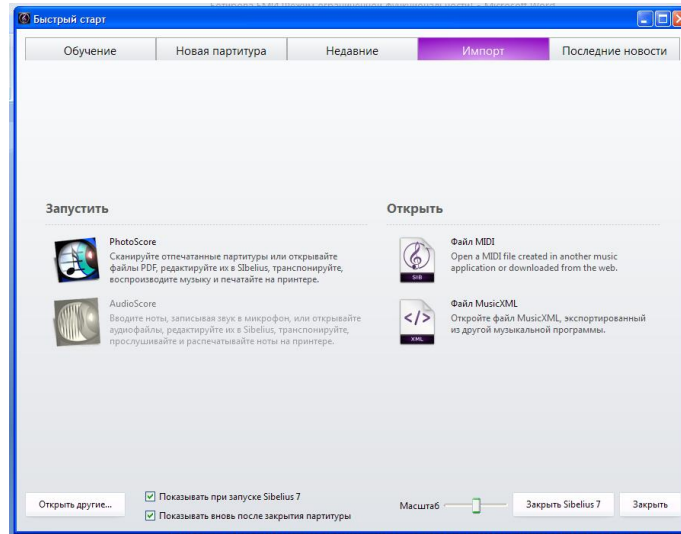 Быстрый старт
Обучение
Новая партитура
Недавние
Импорт
Последние новости
Запустить
PhotoScore
Сканируйте отпечатанные партитуры или открывайте
файлы PDF, редактируйте их в SIbelius, транспонируйте,
воспроизводите музыку и печатайте на принтере.
AudioScore
Вводите ноты, записывая звук в микрофон, или открывайте
аудиофайлы, редактируйте их в Sibelius, транспонируйте,
прослушивайте и распечатывайте ноты на принтере.
Открыть
SIB
Файл MIDI
Open a MIDI file created in another music
application or downloaded from the web.
</>
XML
Файл MusicXML
Откройте файл MusicXML, экспортированный
из другой музыкальной программы.
Открыть другие...
Показывать при запуске Sibelius 7
Показывать вновь после закрытия партитуры
Масштаб
Закрыть Sibelius 7
Закрыть